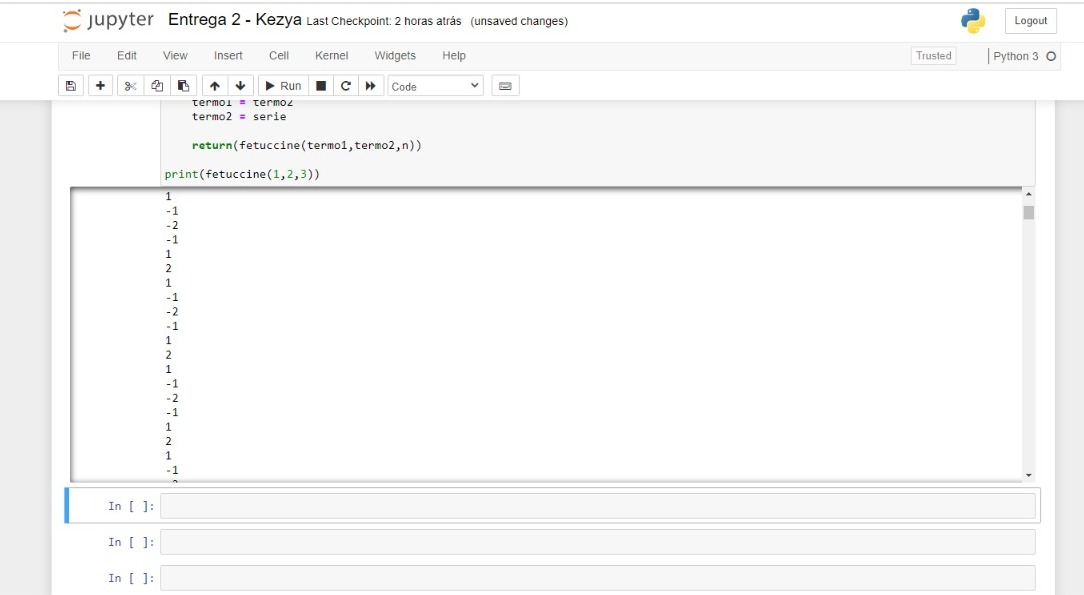 jupyter Entrega 2 - Kezya Last Checkpoint: 2 horas atrás (unsaved changes) Logout
File Edit View Insert Cell Kernel Widgets Help Trusted Python 3
Run Code
termo1 = termo2
termo2 = serie
return(fetuccine(termo1,termo2,n))
print(fetuccine(1,2,3))
1
-1
-2
-1
1
2
1
-1
-2
-1
1
2
1
-1
-2
-1
1
2
1
-1
In [ ]:
In [ ]:
In [ ]: